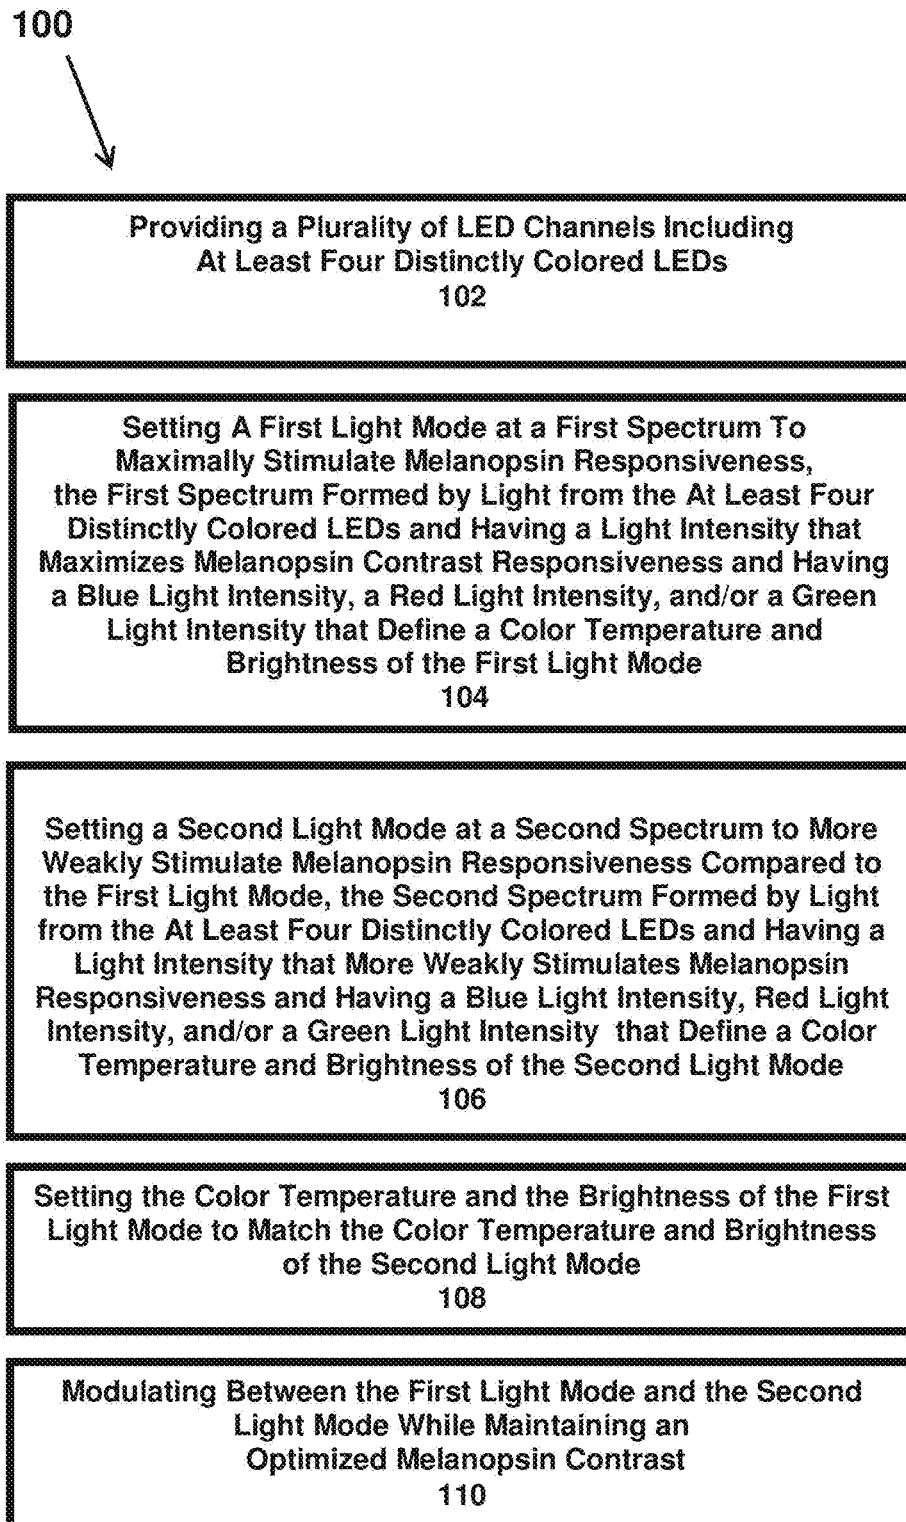 100
Providing a Plurality of LED Channels Including
At Least Four Distinctly Colored LEDs
102
Setting A First Light Mode at a First Spectrum To
Maximally Stimulate Melanopsin Responsiveness,
the First Spectrum Formed by Light from the At Least Four
Distinctly Colored LEDs and Having a Light Intensity that
Maximizes Melanopsin Contrast Responsiveness and Having
a Blue Light Intensity, a Red Light Intensity, and/or a Green
Light Intensity that Define a Color Temperature and
Brightness of the First Light Mode
104
Setting a Second Light Mode at a Second Spectrum to More
Weakly Stimulate Melanopsin Responsiveness Compared to
the First Light Mode, the Second Spectrum Formed by Light
from the At Least Four Distinctly Colored LEDs and Having a
Light Intensity that More Weakly Stimulates Melanopsin
Responsiveness and Having a Blue Light Intensity, Red Light
Intensity, and/or a Green Light Intensity that Define a Color
Temperature and Brightness of the Second Light Mode
106
Setting the Color Temperature and the Brightness of the First
Light Mode to Match the Color Temperature and Brightness
of the Second Light Mode
108
Modulating Between the First Light Mode and the Second
Light Mode While Maintaining an
Optimized Melanopsin Contrast
110